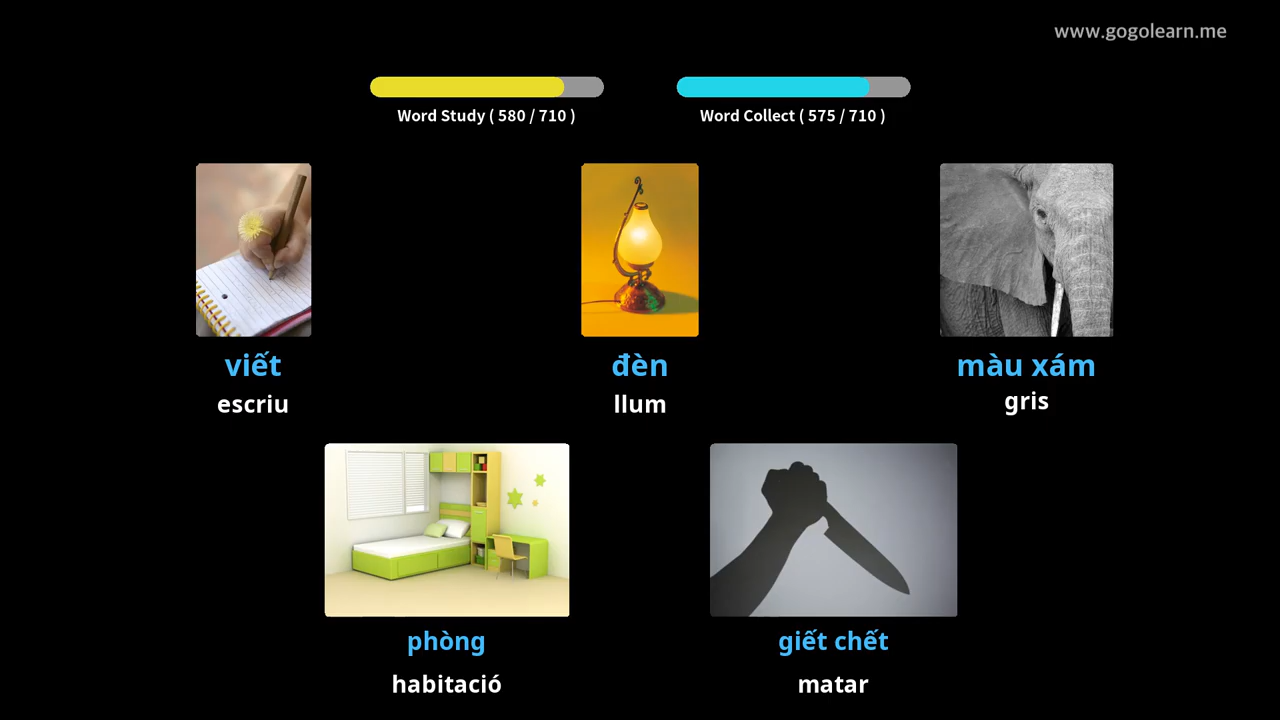 www.gogolearn.me
Word Study ( 580 / 710 )
Word Collect ( 575 / 710 )
viết
escriu
đèn
llum
màu xám
gris
phòng
habitació
giết chết
matar